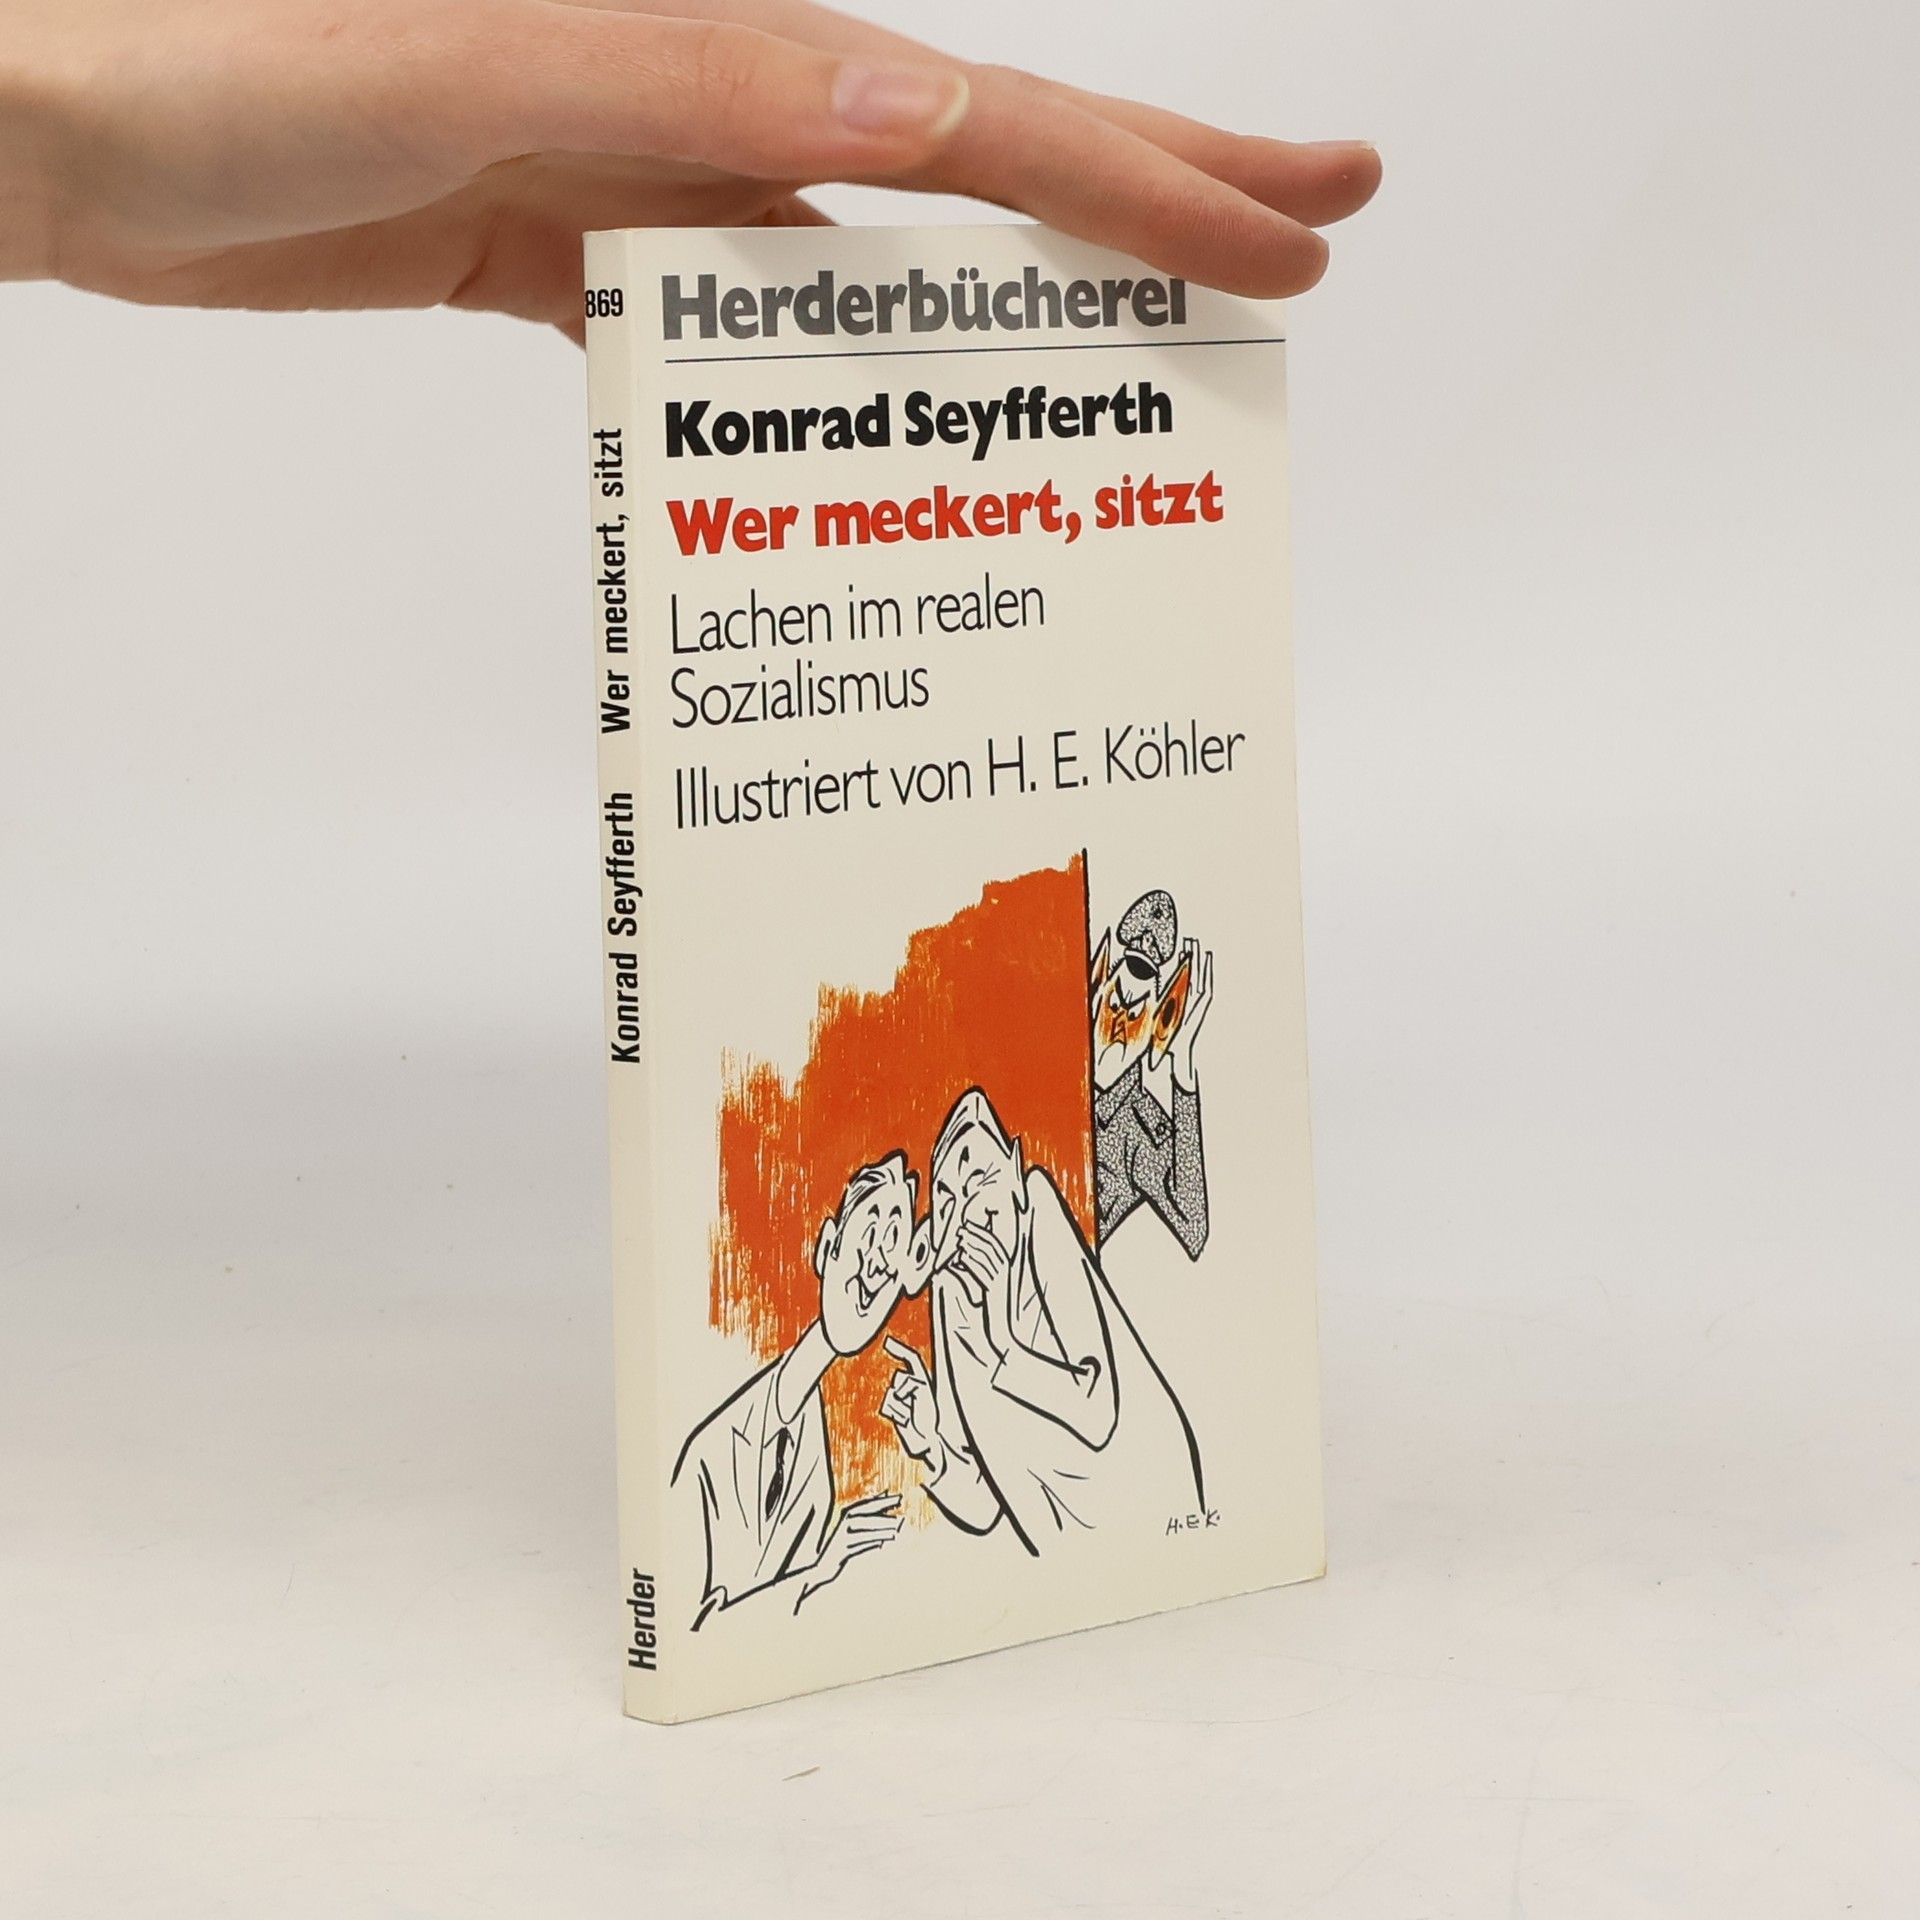 Herderbücherei
Konrad Seyfferth
Wer meckert, sitzt
Lachen im realen
Sozialismus
Illustriert von H. E. Köhler
H.E.K.
869
Konrad Seyfferth Wer meckert, sitzt
Herder